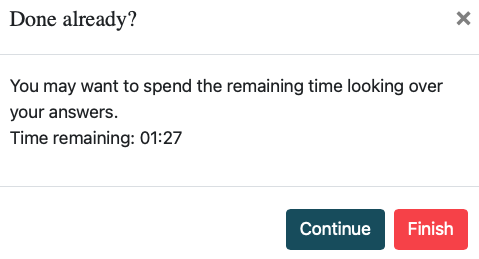 Done already?
×
You may want to spend the remaining time looking over
your answers.
Time remaining: 01:27
Continue Finish